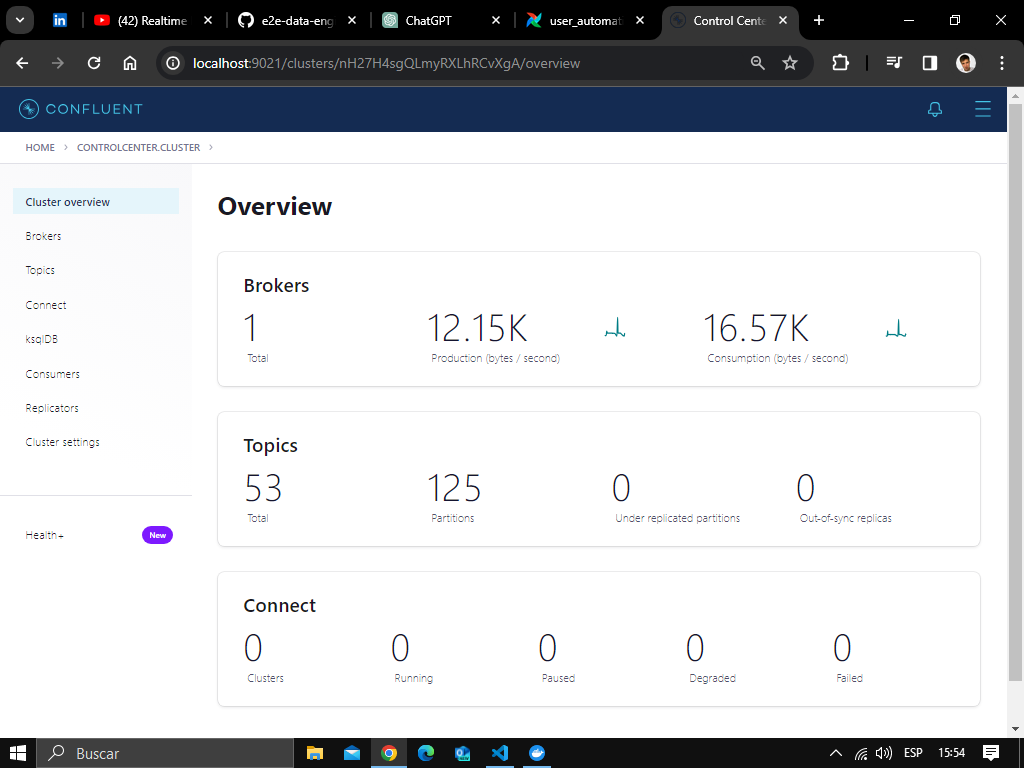 (42) Realtime
e2e-data-eng
ChatGPT
user_automat
Control Cente
localhost:9021/clusters/nH27H4sgQLmyRXLhRCvXgA/overview
CONFLUENT
HOME > CONTROLCENTER.CLUSTER >
Cluster overview
Brokers
Topics
Connect
ksqlDB
Consumers
Replicators
Cluster settings
Health+ New
Overview
Brokers
1 12.15K 16.57K
Total Production (bytes / second) Consumption (bytes / second)
Topics
53 125 0 0
Total Partitions Under replicated partitions Out-of-sync replicas
Connect
0 0 0 0 0
Clusters Running Paused Degraded Failed
Buscar
ESP 15:54